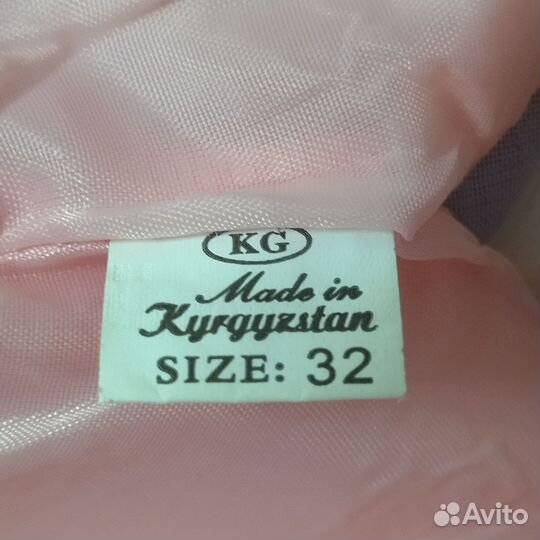 KG
Made in
Kyrgyzstan
SIZE: 32
Avito